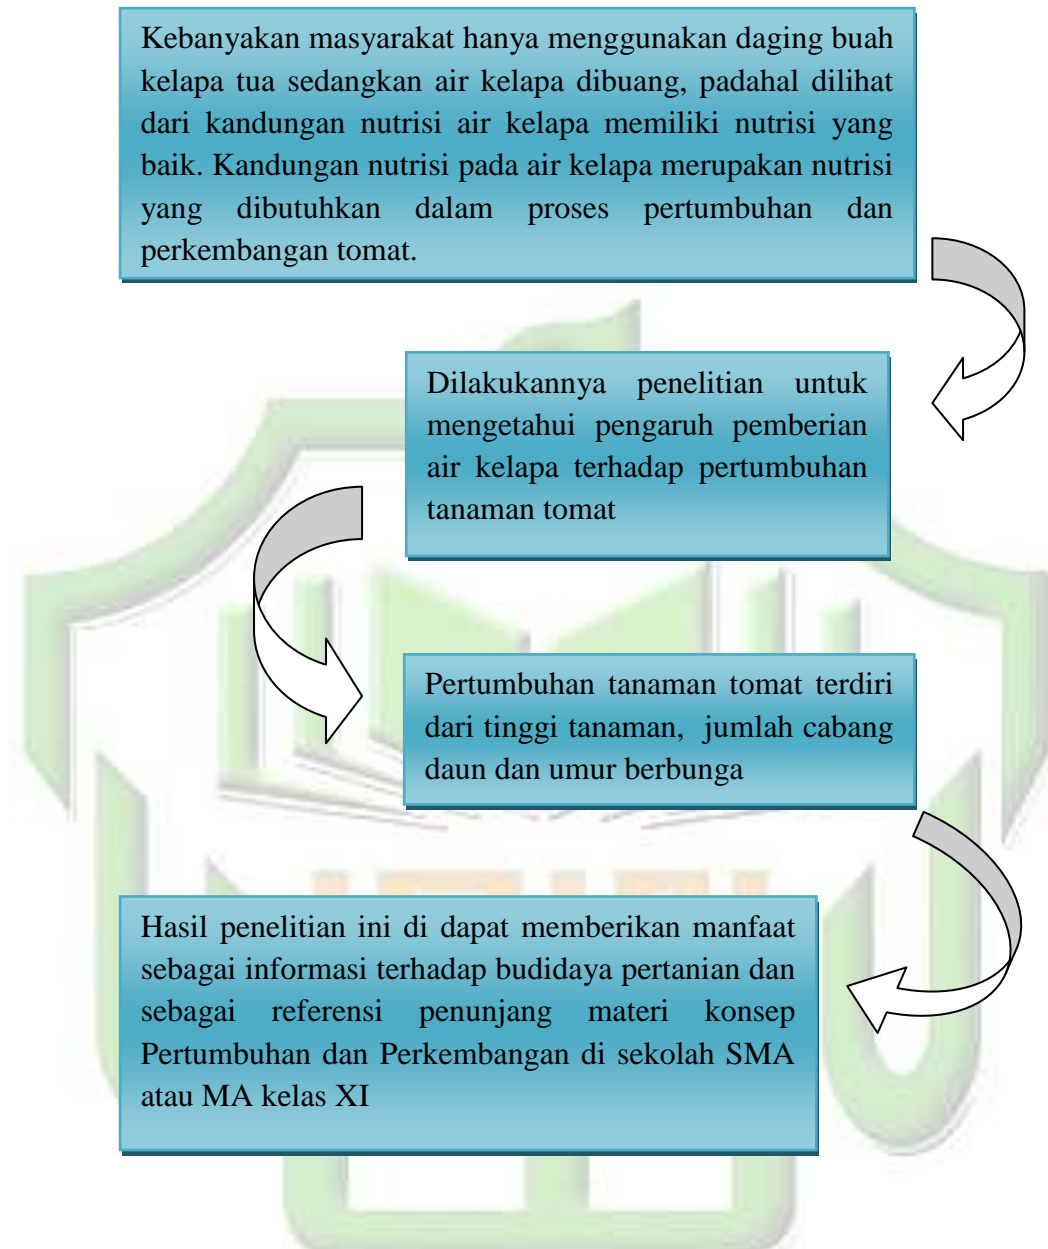 Kebanyakan masyarakat hanya menggunakan daging buah
kelapa tua sedangkan air kelapa dibuang, padahal dilihat
dari kandungan nutrisi air kelapa memiliki nutrisi yang
baik. Kandungan nutrisi pada air kelapa merupakan nutrisi
yang dibutuhkan dalam proses pertumbuhan dan
perkembangan tomat.
Dilakukannya penelitian untuk
mengetahui pengaruh pemberian
air kelapa terhadap pertumbuhan
tanaman tomat
Pertumbuhan tanaman tomat terdiri
dari tinggi tanaman, jumlah cabang
daun dan umur berbunga
Hasil penelitian ini di dapat memberikan manfaat
sebagai informasi terhadap budidaya pertanian dan
sebagai referensi penunjang materi konsep
Pertumbuhan dan Perkembangan di sekolah SMA
atau MA kelas XI